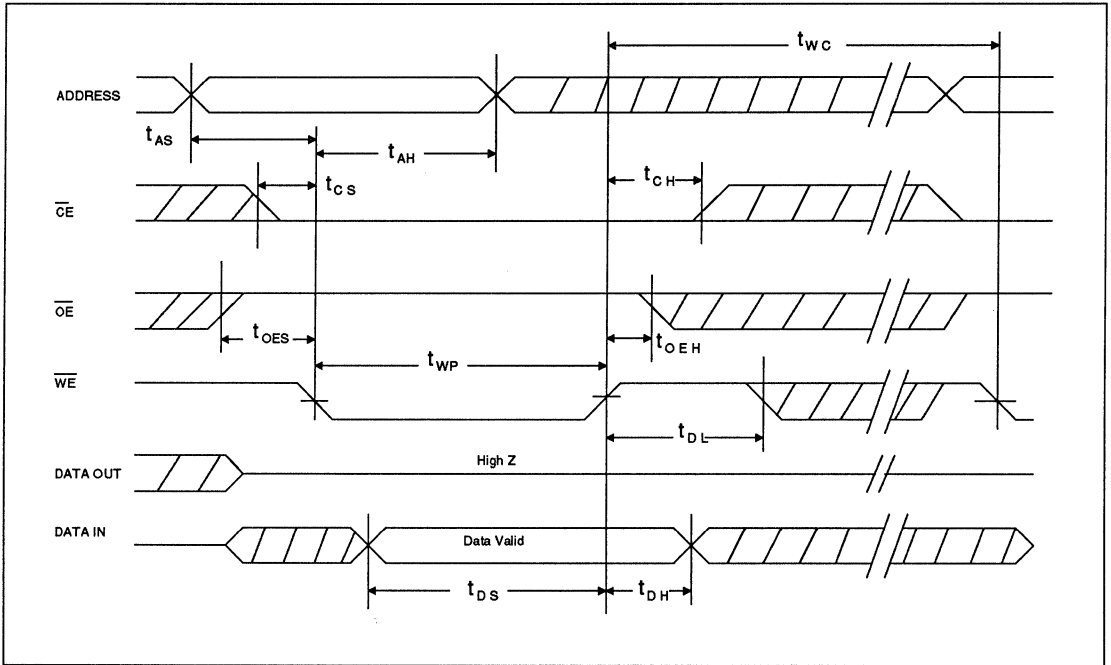 tWC
ADDRESS
tAS
tAH
tCS
tCH
CE
OE
tOES
tOEH
tWP
WE
tDL
High Z
DATA OUT
DATA IN
Data Valid
tDS
tDH